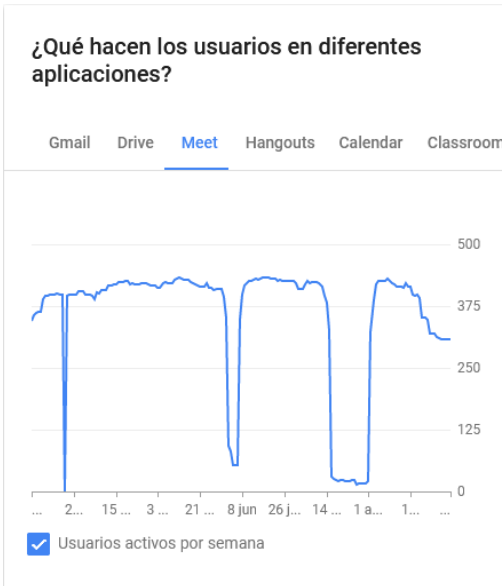 ¿Qué hacen los usuarios en diferentes
aplicaciones?
Gmail Drive Meet Hangouts Calendar Classroom
500
375
250
125
0
... 2... 15 ... 3 ... 21 ... 8 jun 26 j... 14 ... 1 a... 1... ...
Usuarios activos por semana